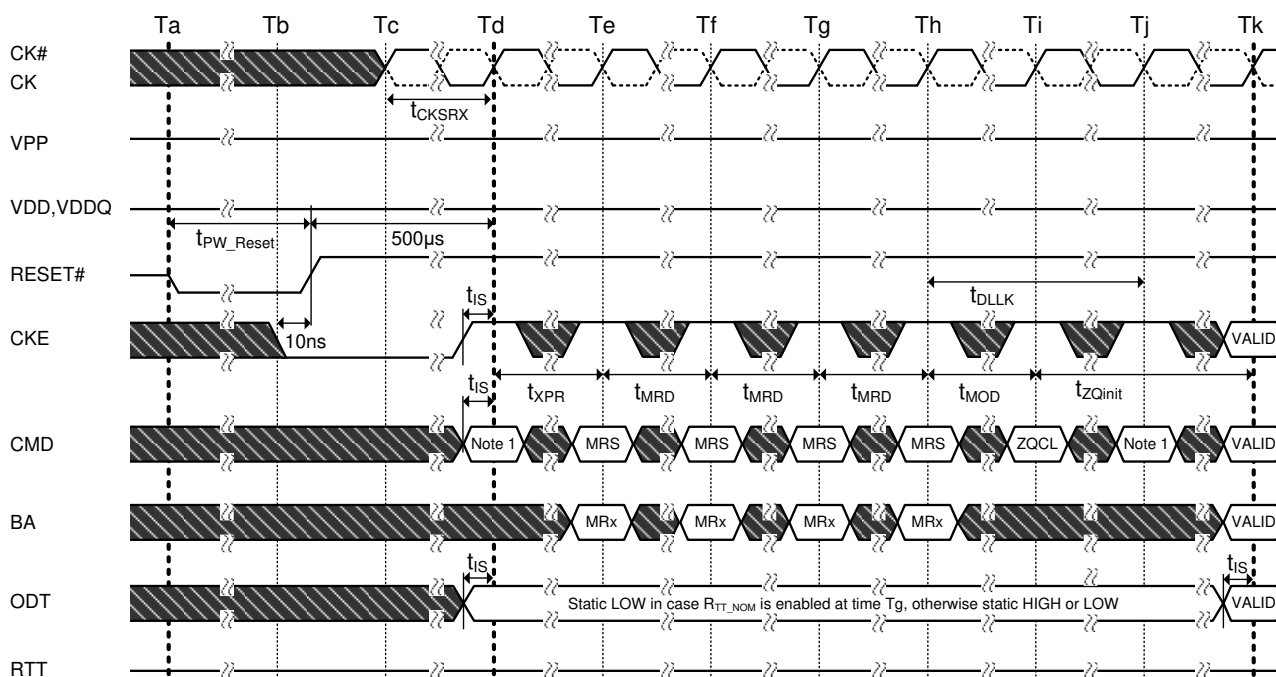 Ta Tb Tc Td Te Tf Tg Th Ti Tj Tk
CK#
CK
tCKSRX
VPP
VDD,VDDQ
tPW_Reset 500µs
RESET#
tIS tDLLK
CKE 10ns VALID
tIS tXPR tMRD tMRD tMRD tMOD tZQinit
CMD Note 1 MRS MRS MRS MRS ZQCL Note 1 VALID
BA MRx MRx MRx MRx VALID
tIS tIS
ODT Static LOW in case RTT_NOM is enabled at time Tg, otherwise static HIGH or LOW VALID
RTT